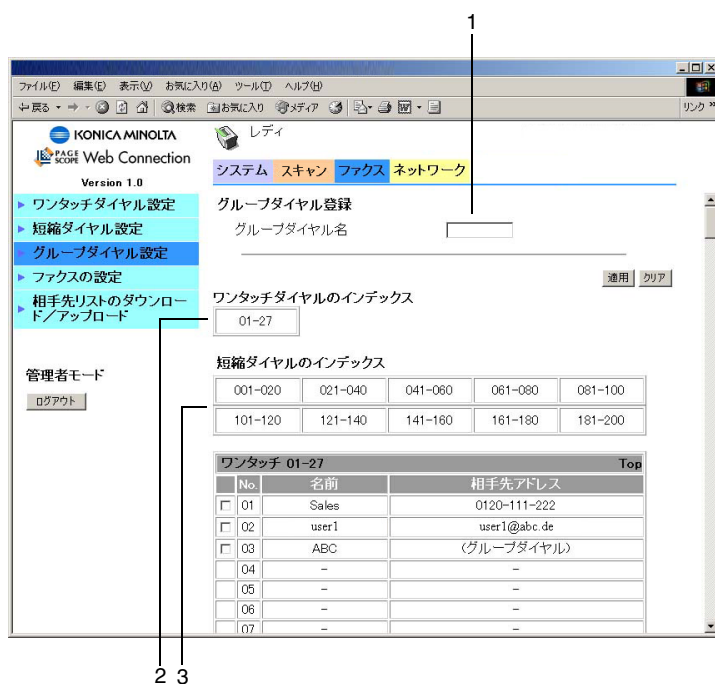 1
ファイル(F) 編集(E) 表示(V) お気に入り(A) ツール(T) ヘルプ(H)
戻る 検索 お気に入り メディア リンク »
KONICA MINOLTA
PAGE SCOPE Web Connection
Version 1.0
レディ
システム スキャン ファクス ネットワーク
ワンタッチダイヤル設定
短縮ダイヤル設定
グループダイヤル設定
ファクスの設定
相手先リストのダウンロー
ド/アップロード
管理者モード
ログアウト
グループダイヤル登録
グループダイヤル名
適用 クリア
ワンタッチダイヤルのインデックス
01-27
短縮ダイヤルのインデックス
001-020 021-040 041-060 061-080 081-100
101-120 121-140 141-160 161-180 181-200
ワンタッチ 01-27 Top
No. 名前 相手先アドレス
01 Sales 0120-111-222
02 user1 user1@abc.de
03 ABC (グループダイヤル)
04 - -
05 - -
06 - -
07 - -
2 3